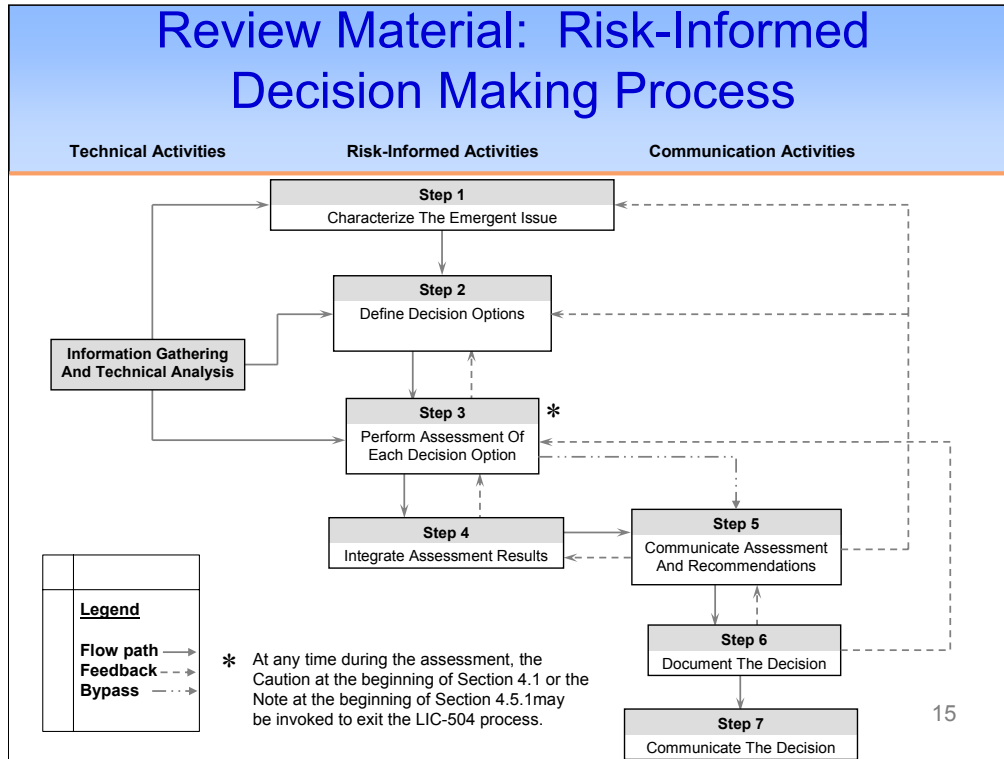 Review Material:  Risk-Informed
Decision Making Process
Technical Activities
Risk-Informed Activities
Communication Activities
Step 1
Characterize The Emergent Issue
Step 2
Define Decision Options
Information Gathering
And Technical Analysis
Step 3
*
Perform Assessment Of
Each Decision Option
Step 4
Integrate Assessment Results
Step 5
Communicate Assessment
And Recommendations
Legend
Flow path
Feedback
Bypass
* At any time during the assessment, the
Caution at the beginning of Section 4.1 or the
Note at the beginning of Section 4.5.1may
be invoked to exit the LIC-504 process.
Step 6
Document The Decision
Step 7
Communicate The Decision
15